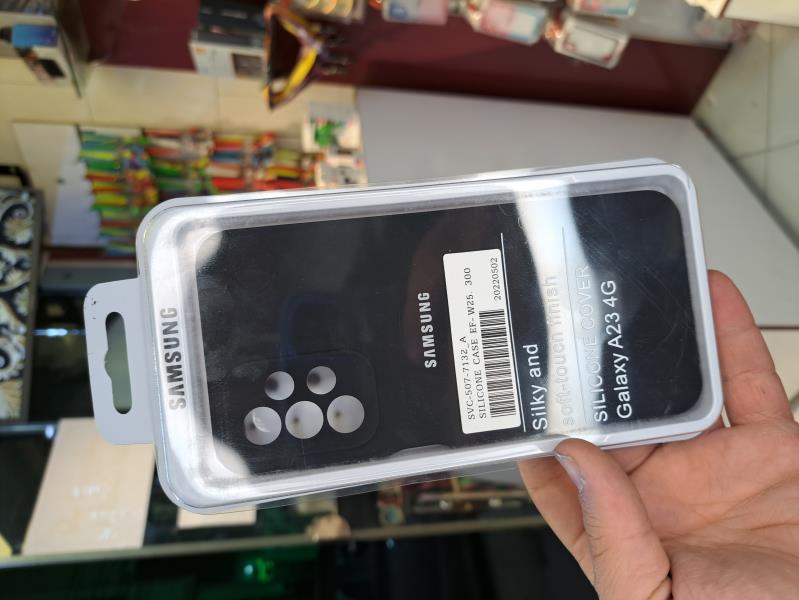 SAMSUNG
SAMSUNG
SVC-507-7132_A
SILICONE CASE EF-W25. 300
20220502
Silky and
soft-touch finish
SILICONE COVER
Galaxy A23 4G